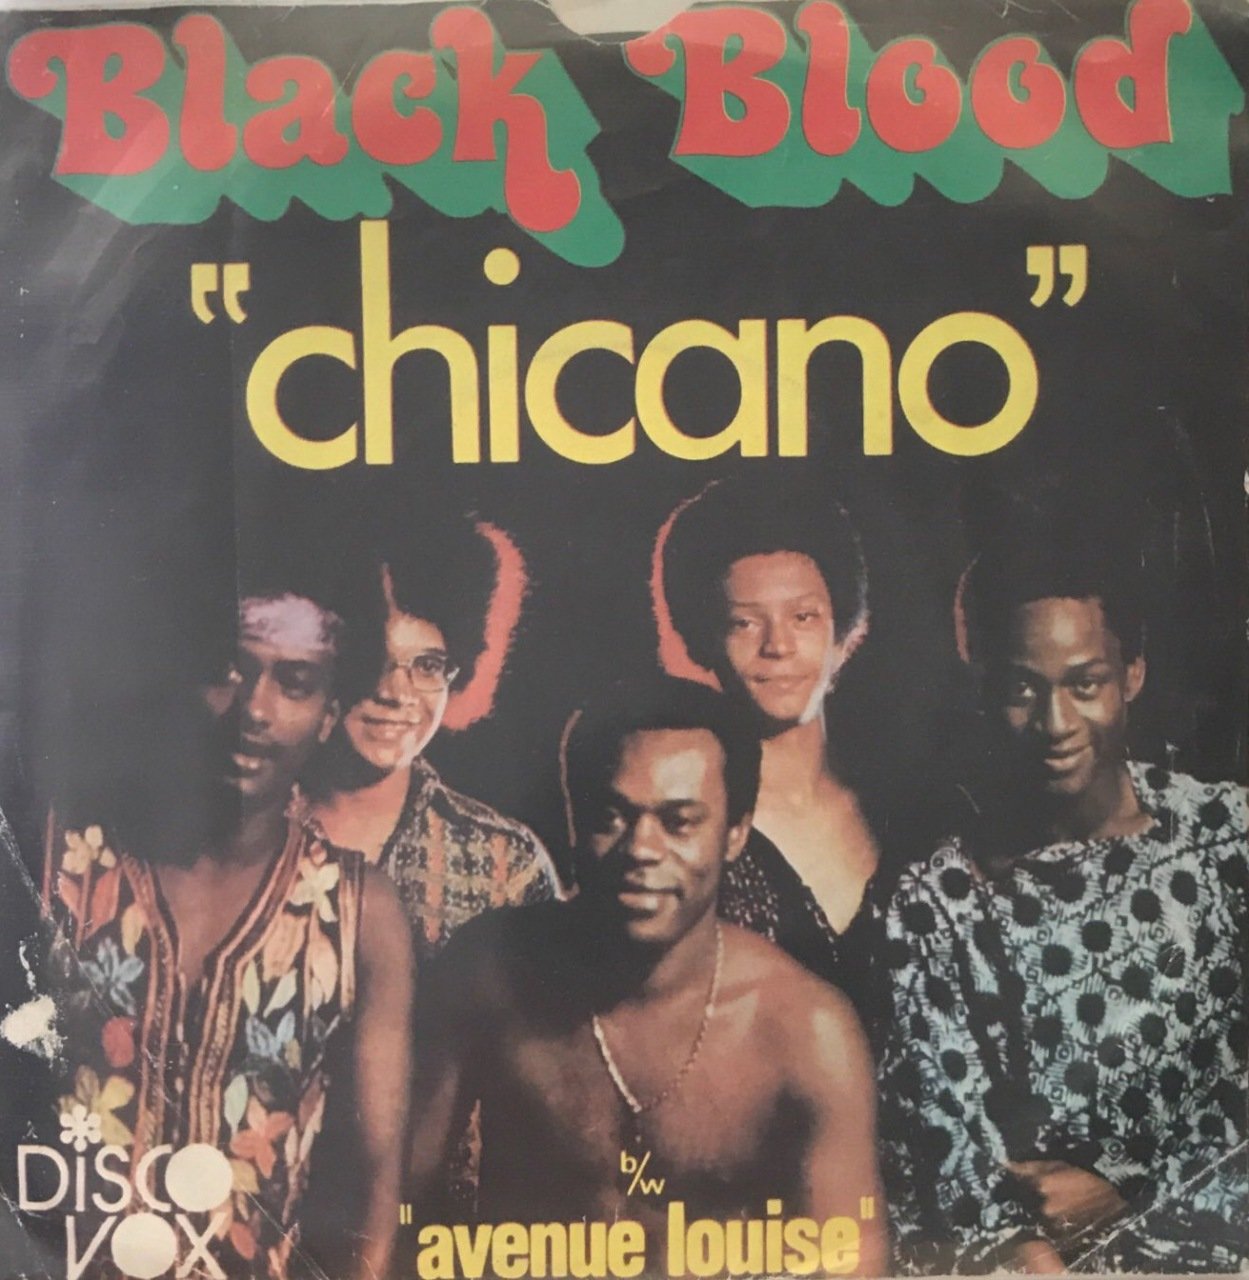 Black Blood
“chicano”
b/w
"avenue louise"
DiSCO
VOX